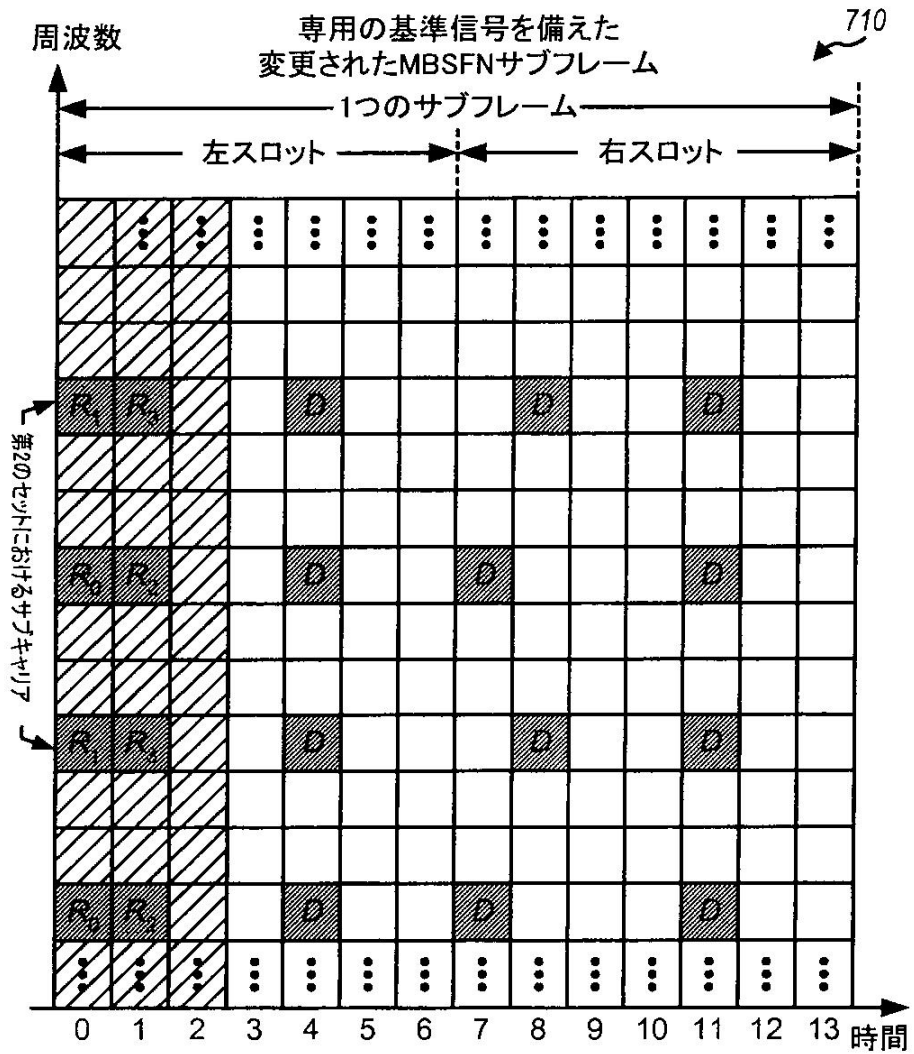 710
周波数
専用の基準信号を備えた
変更されたMBSFNサブフレーム
1つのサブフレーム
左スロット 右スロット
R1 R3 D D D
第2のセットにおけるサブキャリア
R0 R2 D D D
R1 R3 D D D
R0 R2 D D D
0 1 2 3 4 5 6 7 8 9 10 11 12 13 時間